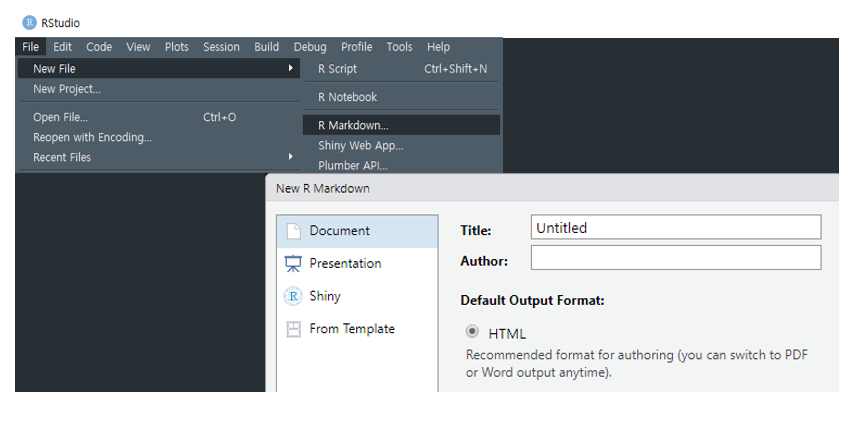 R RStudio
File Edit Code View Plots Session Build Debug Profile Tools Help
New File
New Project...
Open File... Ctrl+O
Reopen with Encoding...
Recent Files
R Script Ctrl+Shift+N
R Notebook
R Markdown...
Shiny Web App...
Plumber API...
New R Markdown
Document
Presentation
R Shiny
From Template
Title: Untitled
Author:
Default Output Format:
HTML
Recommended format for authoring (you can switch to PDF
or Word output anytime).